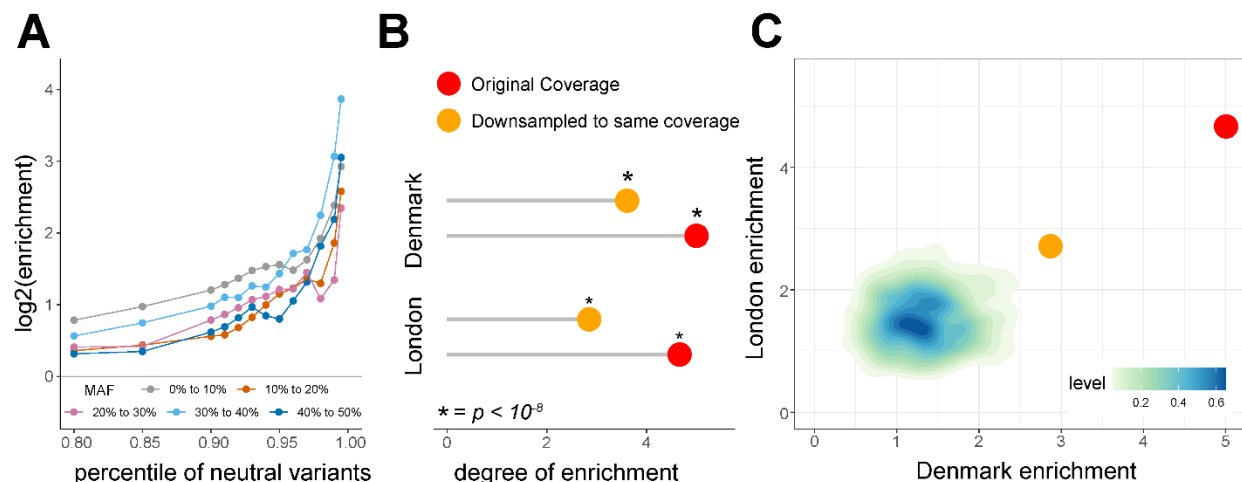 A
log2(enrichment)
4
3
2
1
0
MAF 0% to 10% 10% to 20%
20% to 30% 30% to 40% 40% to 50%
0.80 0.85 0.90 0.95 1.00
percentile of neutral variants
B
Original Coverage
Downsampled to same coverage
Denmark
*
*
London
*
*
* = p < 10-8
0 2 4
degree of enrichment
C
London enrichment
4
2
0
level
0.2 0.4 0.6
0 1 2 3 4 5
Denmark enrichment